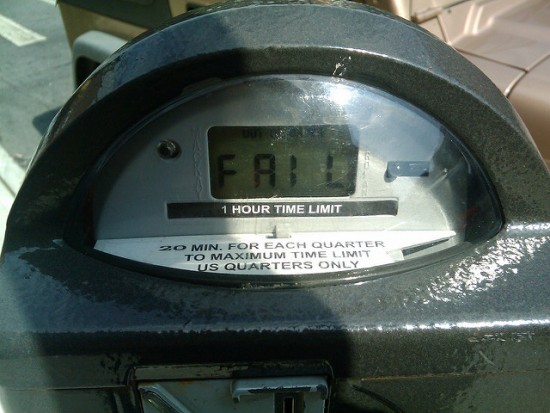 FAIL
1 HOUR TIME LIMIT
20 MIN. FOR EACH QUARTER
TO MAXIMUM TIME LIMIT
US QUARTERS ONLY